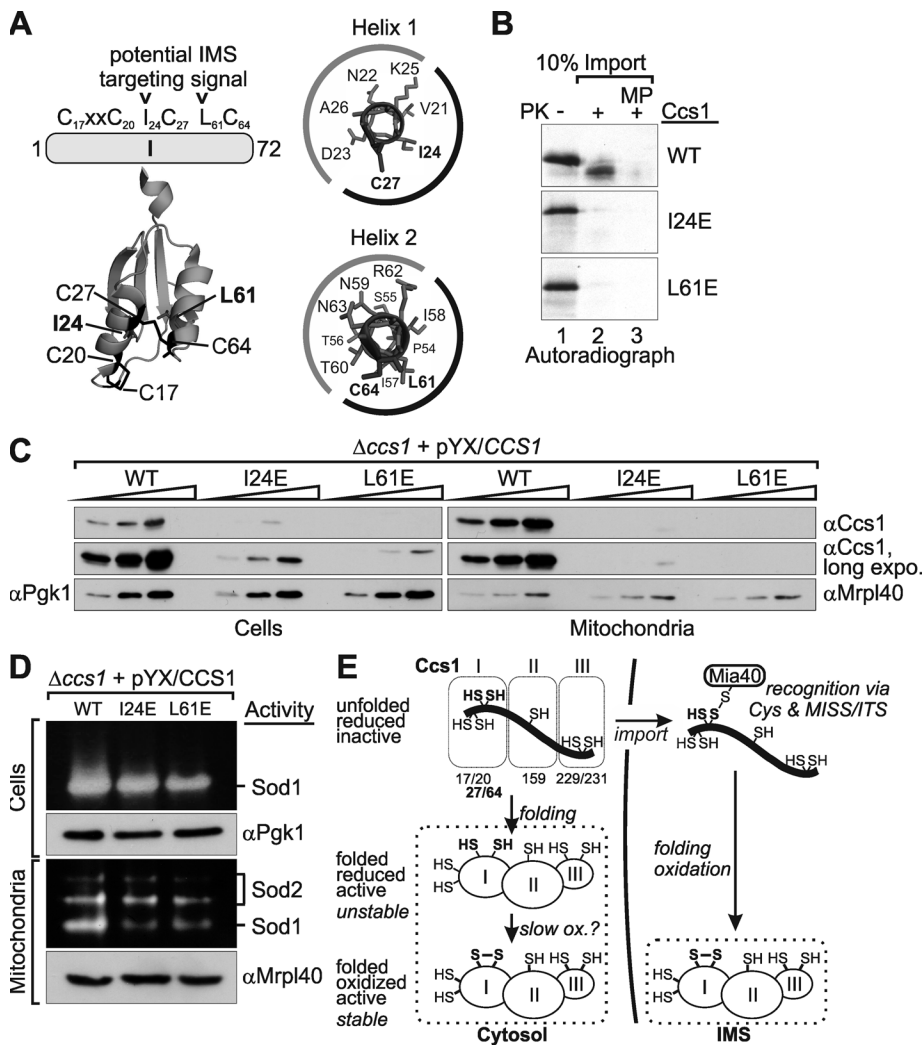 A
potential IMS
targeting signal
C17xxC20 I24C27 L61C64
1 I 72
C27
L61
I24
C20
C64
C17
Helix 1
N22 K25
A26 V21
D23 I24
C27
Helix 2
R62
N59
S55
N63
I58
T56
P54
T60
I57
C64 L61
B
10% Import
MP
PK - + + Ccs1
WT
I24E
L61E
1 2 3
Autoradiograph
C
Δccs1 + pYX/CCS1
WT I24E L61E WT I24E L61E
αCcs1
αCcs1,
long expo.
αPgk1 αMrpl40
Cells Mitochondria
D
Δccs1 + pYX/CCS1
WT I24E L61E Activity
Cells
Sod1
αPgk1
Mitochondria
Sod2
Sod1
αMrpl40
E
Ccs1 I II III
unfolded
reduced
inactive
HS SH
HS SH
SH
HS SH
17/20 159 229/231
27/64
import
Mia40
S
HS S
HS SH
SH
HS SH
recognition via
Cys & MISS/ITS
folding
folded
reduced
active
unstable
HS SH SH HS SH
HS
HS
I II III
slow ox.?
folded
oxidized
active
stable
S–S SH HS SH
HS
HS
I II III
Cytosol
folding
oxidation
S–S SH HS SH
HS
HS
I II III
IMS